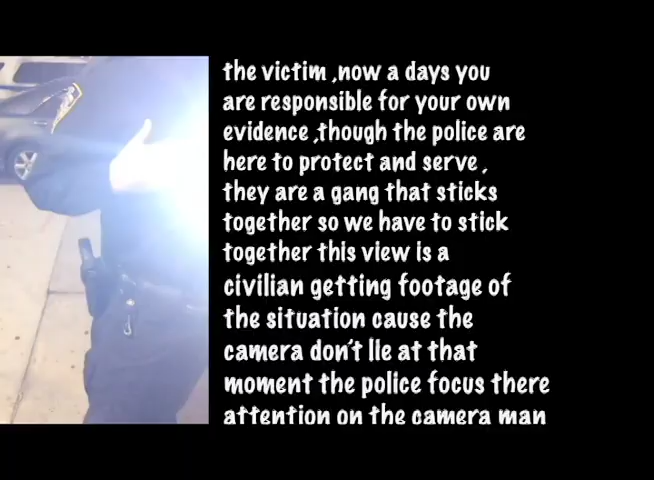 the victim ,now a days you
are responsible for your own
evidence ,though the police are
here to protect and serve ,
they are a gang that sticks
together so we have to stick
together this view is a
civilian getting footage of
the situation cause the
camera don't lie at that
moment the police focus there
attention on the camera man